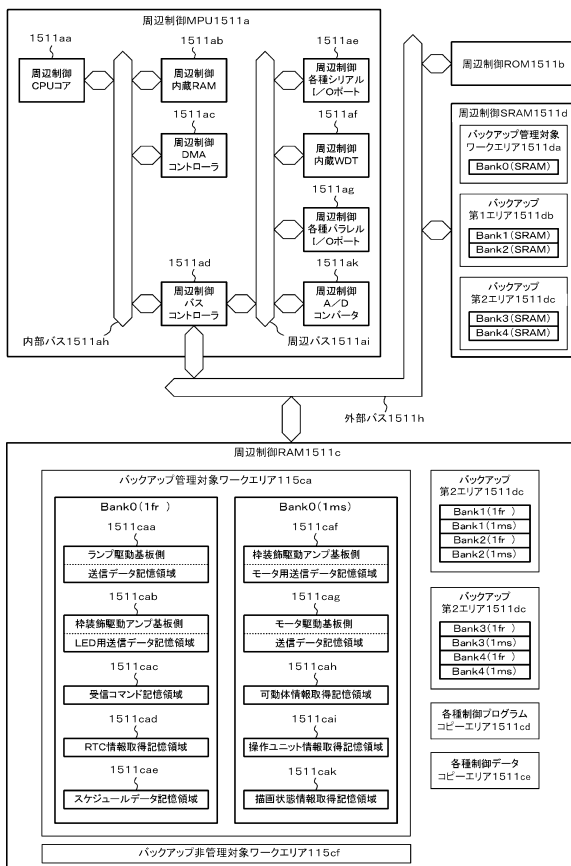 周辺制御MPU1511a
1511aa
周辺制御
CPUコア
1511ab
周辺制御
内蔵RAM
1511ac
周辺制御
DMA
コントローラ
1511ad
周辺制御
バス
コントローラ
1511ae
周辺制御
各種シリアル
I/Oポート
1511af
周辺制御
内蔵WDT
1511ag
周辺制御
各種パラレル
I/Oポート
1511ak
周辺制御
A/D
コンバータ
内部バス1511ah
周辺バス1511ai
周辺制御ROM1511b
周辺制御SRAM1511d
バックアップ管理対象
ワークエリア1511da
Bank0(SRAM)
バックアップ
第1エリア1511db
Bank1(SRAM)
Bank2(SRAM)
バックアップ
第2エリア1511dc
Bank3(SRAM)
Bank4(SRAM)
外部バス1511h
周辺制御RAM1511c
バックアップ管理対象ワークエリア115ca
Bank0(1fr )
1511caa
ランプ駆動基板側
送信データ記憶領域
1511cab
枠装飾駆動アンプ基板側
LED用送信データ記憶領域
1511cac
受信コマンド記憶領域
1511cad
RTC情報取得記憶領域
1511cae
スケジュールデータ記憶領域
Bank0(1ms)
1511caf
枠装飾駆動アンプ基板側
モータ用送信データ記憶領域
1511cag
モータ駆動基板側
送信データ記憶領域
1511cah
可動体情報取得記憶領域
1511cai
操作ユニット情報取得記憶領域
1511cak
描画状態情報取得記憶領域
バックアップ
第2エリア1511dc
Bank1(1fr )
Bank1(1ms)
Bank2(1fr )
Bank2(1ms)
バックアップ
第2エリア1511dc
Bank3(1fr )
Bank3(1ms)
Bank4(1fr )
Bank4(1ms)
各種制御プログラム
コピーエリア1511cd
各種制御データ
コピーエリア1511ce
バックアップ非管理対象ワークエリア115cf